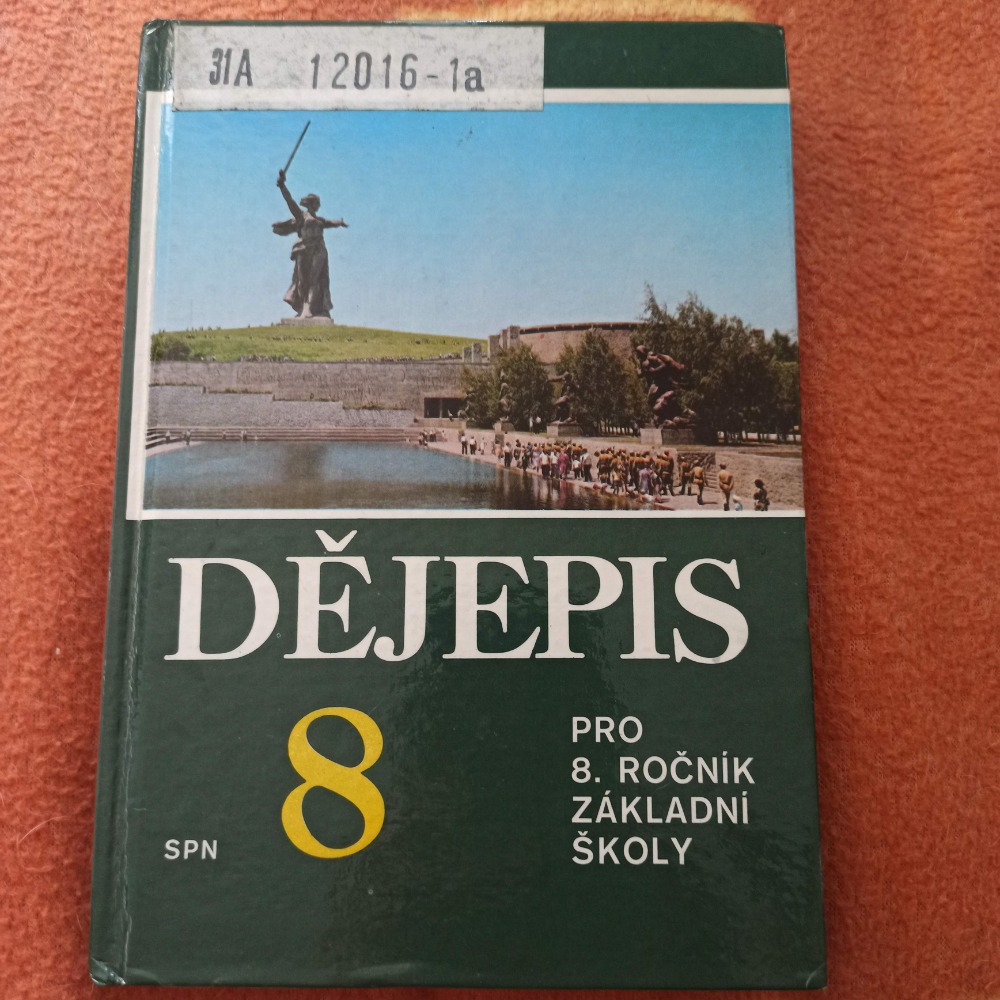 31A 12016-1a
DĚJEPIS
8
PRO
8. ROČNÍK
ZÁKLADNÍ
ŠKOLY
SPN